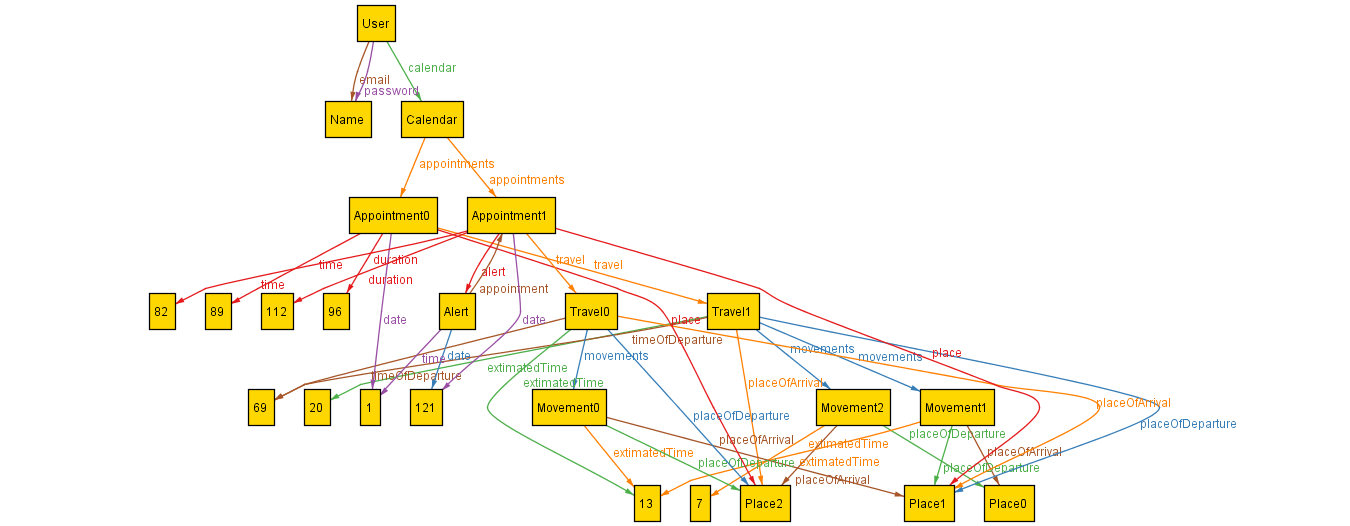 User
calendar
email
password
Name
Calendar
appointments
appointments
Appointment0
Appointment1
duration
travel
travel
time
alert
duration
time
appointment
82
89
112
96
Alert
Travel0
Travel1
date
date
place
timeOfDeparture
movements
movements
place
time
date
movements
extimatedTime
timeOfDeparture
extimatedTime
placeOfArrival
placeOfArrival
69
20
1
121
Movement0
Movement2
Movement1
placeOfDeparture
placeOfDeparture
placeOfDeparture
placeOfArrival
extimatedTime
extimatedTime
placeOfArrival
placeOfDeparture
extimatedTime
placeOfDeparture
placeOfArrival
13
7
Place2
Place1
Place0